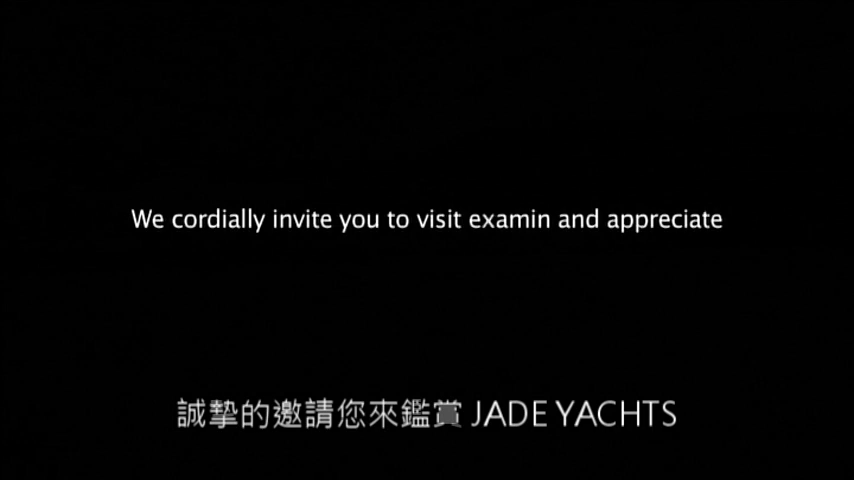 We cordially invite you to visit examin and appreciate
誠摯的邀請您來鑑賞 JADE YACHTS